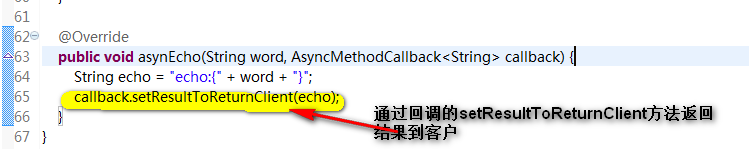 61
62 @Override
63 public void asynEcho(String word, AsyncMethodCallback<String> callback) {
64 String echo = "echo:{" + word + "}";
65 callback.setResultToReturnClient(echo);
66 }
67 }
通过回调的setResultToReturnClient方法返回
结果到客户